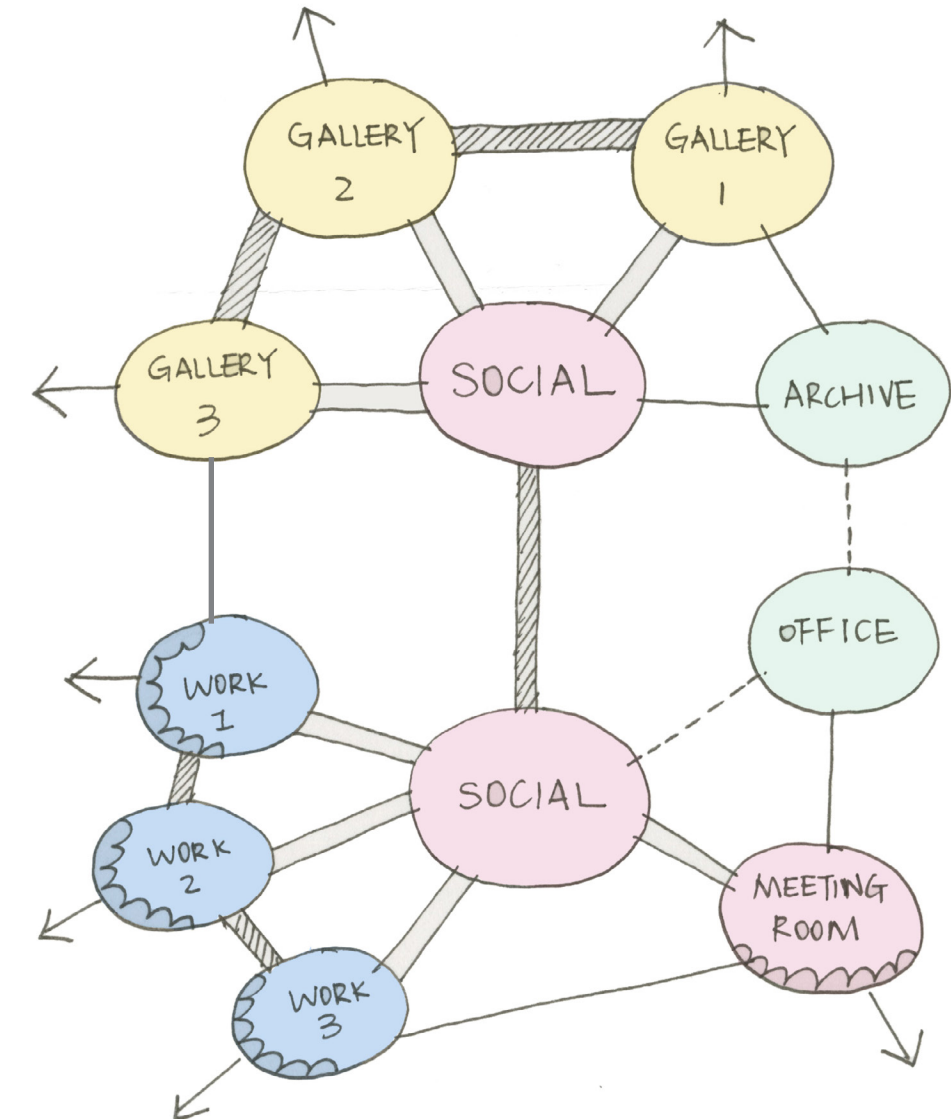 GALLERY
2
GALLERY
1
GALLERY
3
SOCIAL
ARCHIVE
OFFICE
WORK
1
SOCIAL
WORK
2
MEETING
ROOM
WORK
3